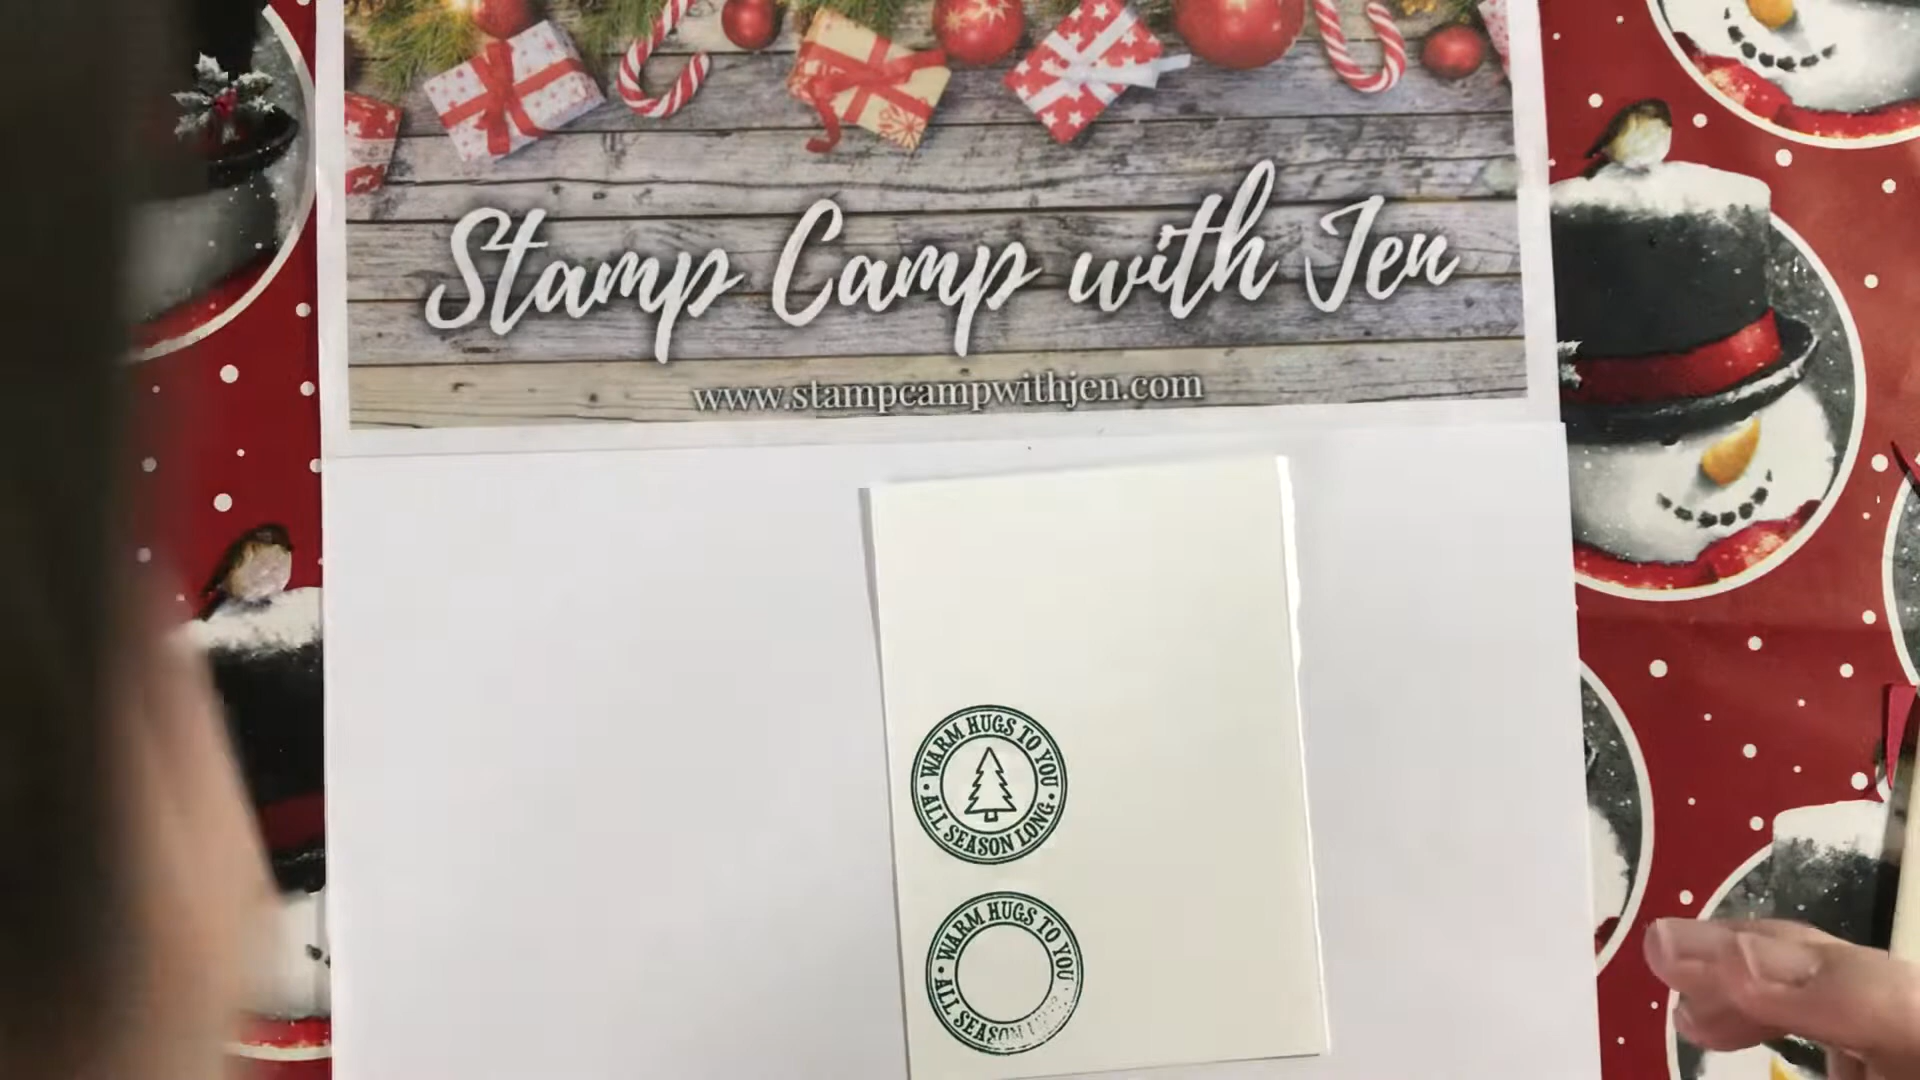 Stamp Camp with Jen
www.stampcampwithjen.com
WARM HUGS TO YOU
• ALL SEASON LONG •
WARM HUGS TO YOU
• ALL SEASON